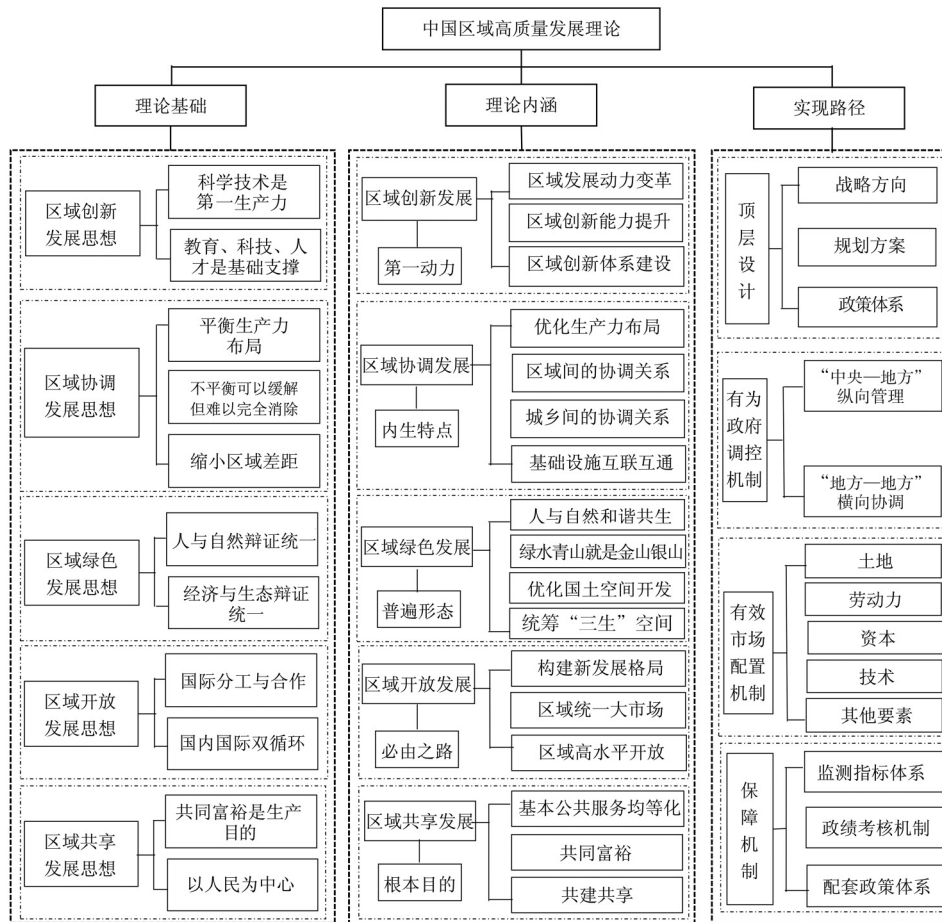 中国区域高质量发展理论
理论基础
理论内涵
实现路径
区域创新
发展思想
科学技术是
第一生产力
教育、科技、人
才是基础支撑
区域协调
发展思想
平衡生产力
布局
不平衡可以缓解
但难以完全消除
缩小区域差距
区域绿色
发展思想
人与自然辩证统一
经济与生态辩证
统一
区域开放
发展思想
国际分工与合作
国内国际双循环
区域共享
发展思想
共同富裕是生产
目的
以人民为中心
区域创新发展
第一动力
区域发展动力变革
区域创新能力提升
区域创新体系建设
区域协调发展
内生特点
优化生产力布局
区域间的协调关系
城乡间的协调关系
基础设施互联互通
区域绿色发展
普遍形态
人与自然和谐共生
绿水青山就是金山银山
优化国土空间开发
统筹“三生”空间
区域开放发展
必由之路
构建新发展格局
区域统一大市场
区域高水平开放
区域共享发展
根本目的
基本公共服务均等化
共同富裕
共建共享
顶层设计
战略方向
规划方案
政策体系
有为
政府
调控
机制
“中央—地方”
纵向管理
“地方—地方”
横向协调
有效
市场
配置
机制
土地
劳动力
资本
技术
其他要素
保障机制
监测指标体系
政绩考核机制
配套政策体系